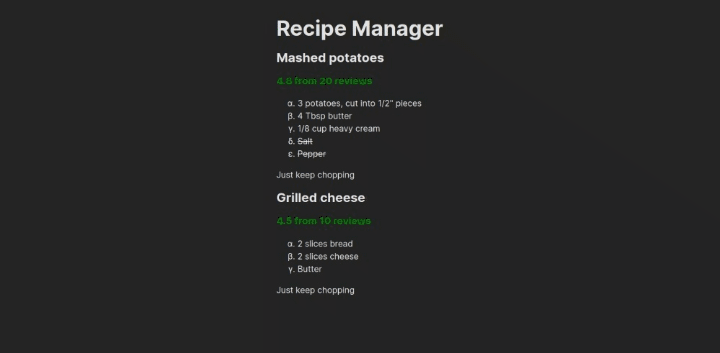 Recipe Manager
Mashed potatoes
4.8 from 20 reviews
α. 3 potatoes, cut into 1/2" pieces
β. 4 Tbsp butter
γ. 1/8 cup heavy cream
δ. Salt
ε. Pepper
Just keep chopping
Grilled cheese
4.5 from 10 reviews
α. 2 slices bread
β. 2 slices cheese
γ. Butter
Just keep chopping